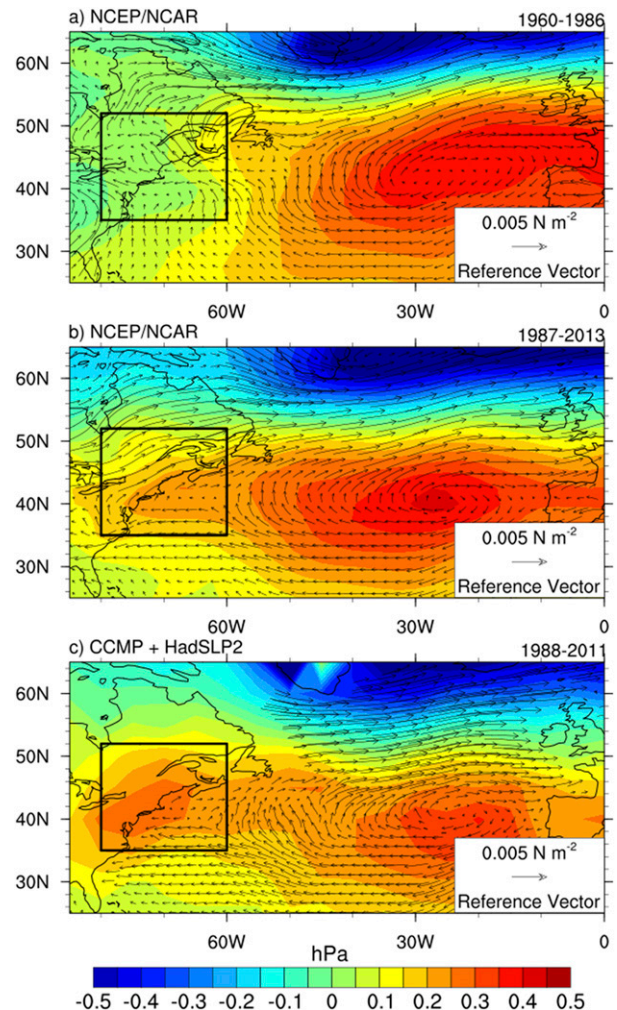 a) NCEP/NCAR 1960-1986
60N
50N
40N
30N
0.005 N m-2
Reference Vector
60W 30W 0
b) NCEP/NCAR 1987-2013
60N
50N
40N
30N
0.005 N m-2
Reference Vector
60W 30W 0
c) CCMP + HadSLP2 1988-2011
60N
50N
40N
30N
0.005 N m-2
Reference Vector
60W 30W 0
hPa
-0.5 -0.4 -0.3 -0.2 -0.1 0 0.1 0.2 0.3 0.4 0.5